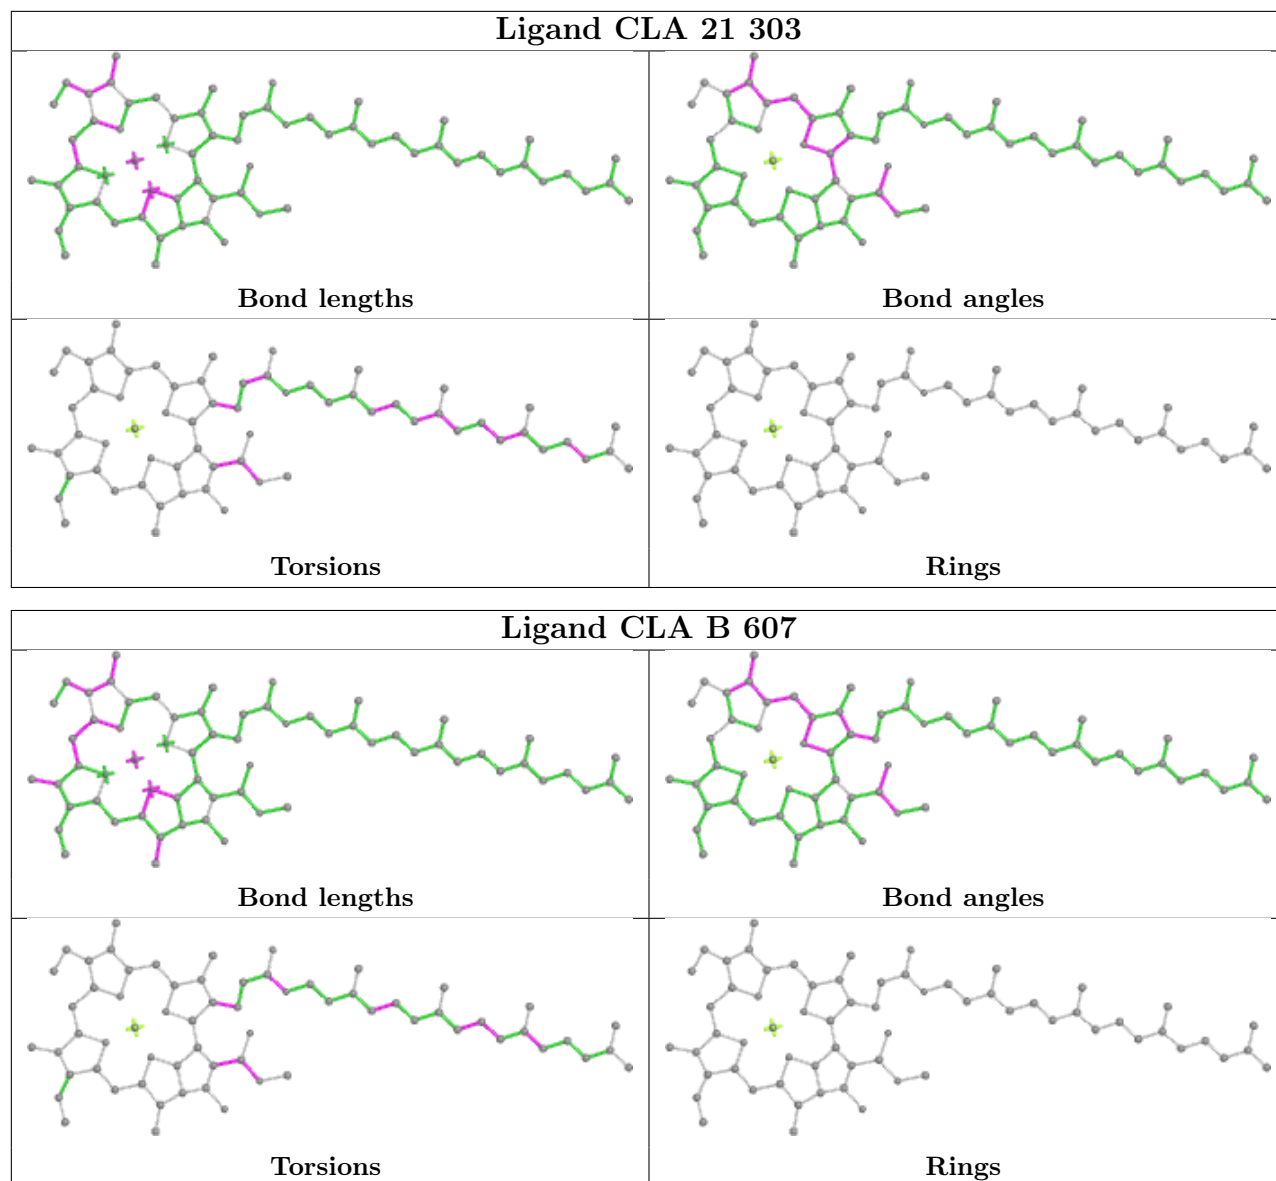 Ligand CLA 21 303
Bond lengths
Bond angles
Torsions
Rings
Ligand CLA B 607
Bond lengths
Bond angles
Torsions
Rings